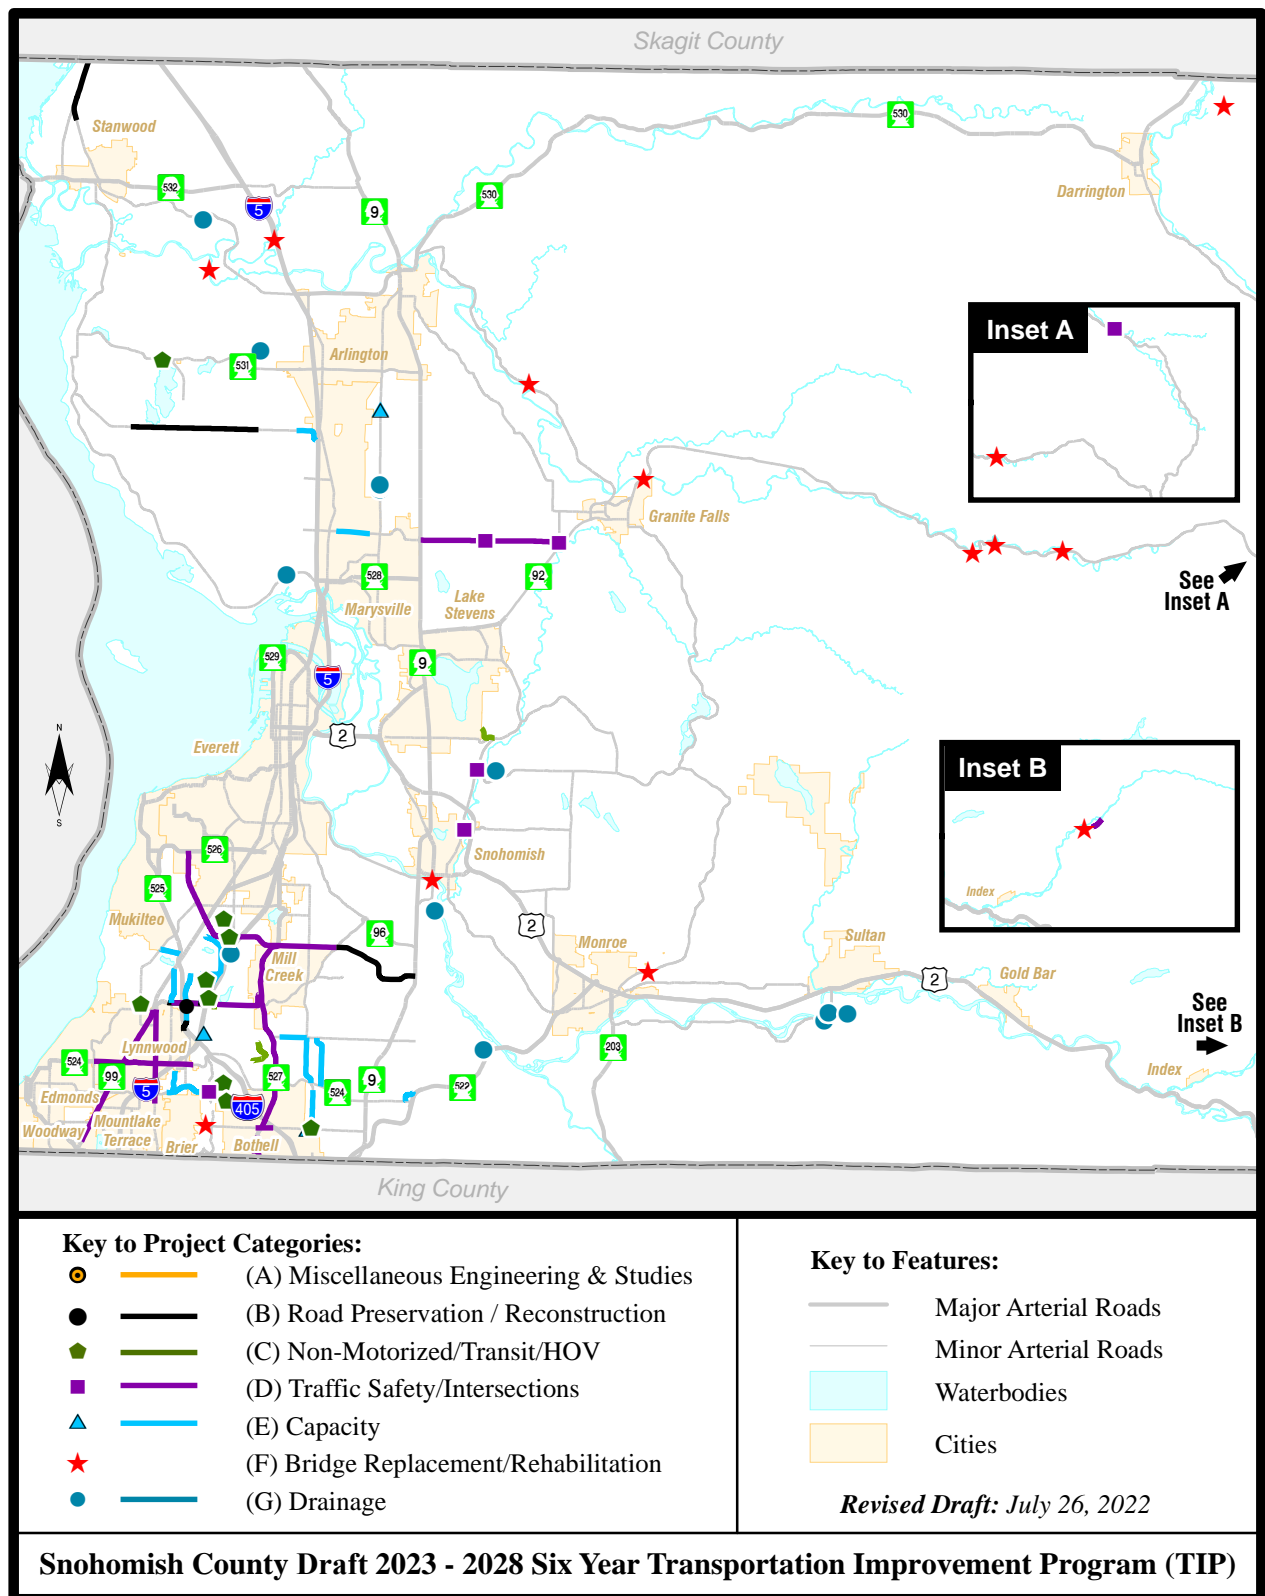 Skagit County
Stanwood
530
532
530
Darrington
5
9
Inset A
Arlington
531
Granite Falls
See
Inset A
528
92
Lake
Stevens
Marysville
529
9
5
N
S
2
Everett
Inset B
Index
526
Snohomish
525
Mukilteo
96
2
Monroe
Sultan
Mill
Creek
Gold Bar
2
See
Inset B
Lynnwood
203
524
99
5
527
524
9
522
Index
Edmonds
405
Mountlake
Terrace
Woodway
Brier
Bothell
King County
Key to Project Categories:
(A) Miscellaneous Engineering & Studies
(B) Road Preservation / Reconstruction
(C) Non-Motorized/Transit/HOV
(D) Traffic Safety/Intersections
(E) Capacity
(F) Bridge Replacement/Rehabilitation
(G) Drainage
Key to Features:
Major Arterial Roads
Minor Arterial Roads
Waterbodies
Cities
Revised Draft: July 26, 2022
Snohomish County Draft 2023 - 2028 Six Year Transportation Improvement Program (TIP)